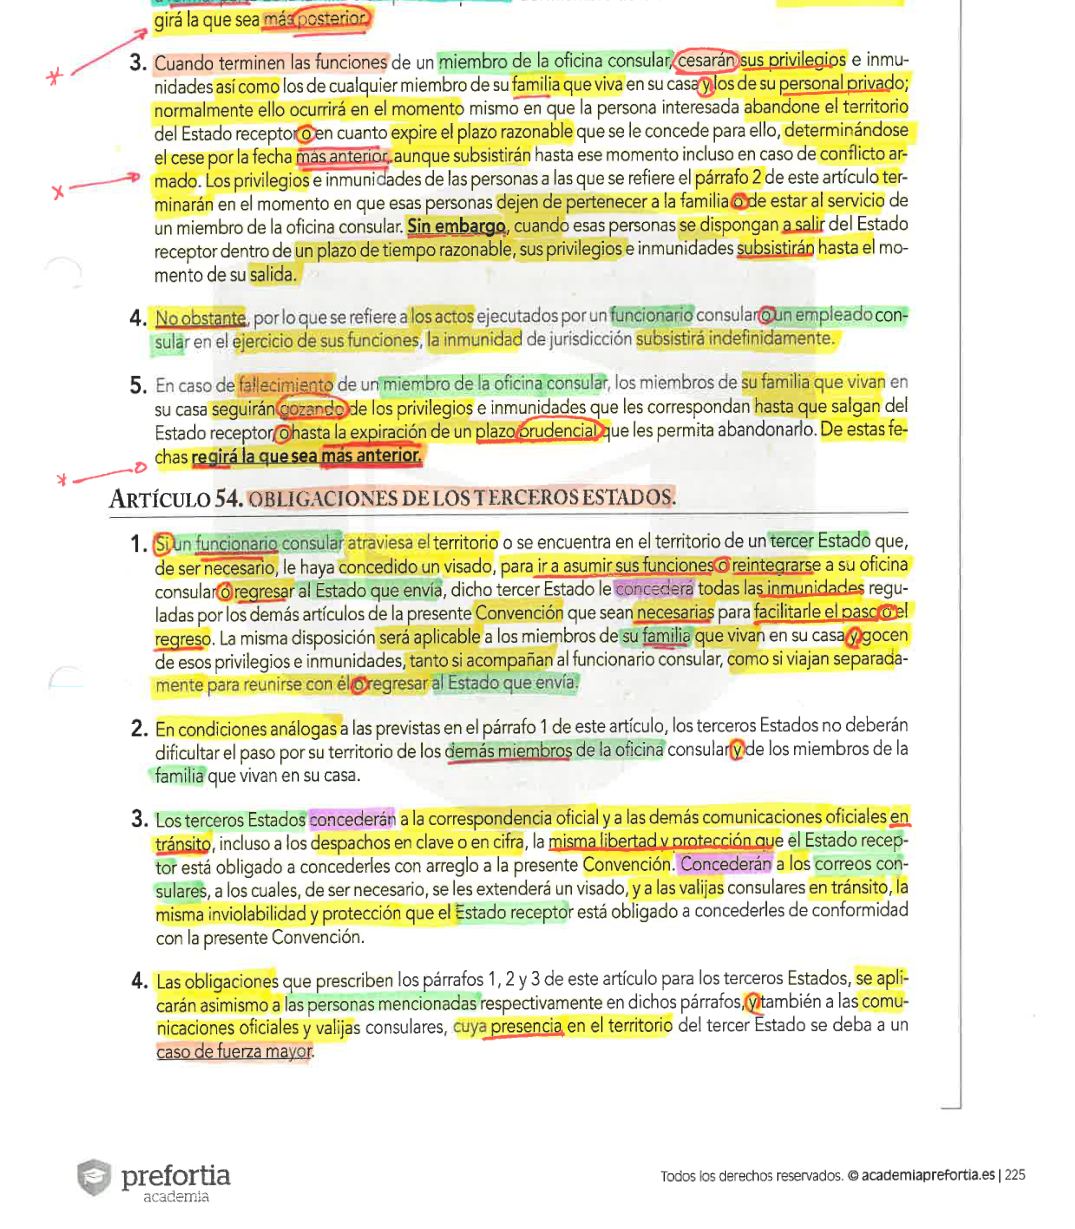 girá la que sea más posterior.
3. Cuando terminen las funciones de un miembro de la oficina consular, cesarán sus privilegios e inmu-
nidades así como los de cualquier miembro de su familia que viva en su casa y los de su personal privado;
normalmente ello ocurrirá en el momento mismo en que la persona interesada abandone el territorio
del Estado receptor o en cuanto expire el plazo razonable que se le concede para ello, determinándose
el cese por la fecha más anterior, aunque subsistirán hasta ese momento incluso en caso de conflicto ar-
mado. Los privilegios e inmunidades de las personas a las que se refiere el párrafo 2 de este artículo ter-
minarán en el momento en que esas personas dejen de pertenecer a la familia o de estar al servicio de
un miembro de la oficina consular. Sin embargo, cuando esas personas se dispongan a salir del Estado
receptor dentro de un plazo de tiempo razonable, sus privilegios e inmunidades subsistirán hasta el mo-
mento de su salida.
4. No obstante, por lo que se refiere a los actos ejecutados por un funcionario consular o un empleado con-
sular en el ejercicio de sus funciones, la inmunidad de jurisdicción subsistirá indefinidamente.
5. En caso de fallecimiento de un miembro de la oficina consular, los miembros de su familia que vivan en
su casa seguirán gozando de los privilegios e inmunidades que les correspondan hasta que salgan del
Estado receptor, o hasta la expiración de un plazo prudencial que les permita abandonarlo. De estas fe-
chas regirá la que sea más anterior.
ARTÍCULO 54. OBLIGACIONES DE LOS TERCEROS ESTADOS.
1. Si un funcionario consular atraviesa el territorio o se encuentra en el territorio de un tercer Estado que,
de ser necesario, le haya concedido un visado, para ir a asumir sus funciones o reintegrarse a su oficina
consular o regresar al Estado que envía, dicho tercer Estado le concederá todas las inmunidades regu-
ladas por los demás artículos de la presente Convención que sean necesarias para facilitarle el paso o el
regreso. La misma disposición será aplicable a los miembros de su familia que vivan en su casa y gocen
de esos privilegios e inmunidades, tanto si acompañan al funcionario consular, como si viajan separada-
mente para reunirse con él o regresar al Estado que envía.
2. En condiciones análogas a las previstas en el párrafo 1 de este artículo, los terceros Estados no deberán
dificultar el paso por su territorio de los demás miembros de la oficina consular y de los miembros de la
familia que vivan en su casa.
3. Los terceros Estados concederán a la correspondencia oficial y a las demás comunicaciones oficiales en
tránsito, incluso a los despachos en clave o en cifra, la misma libertad y protección que el Estado recep-
tor está obligado a concederles con arreglo a la presente Convención. Concederán a los correos con-
sulares, a los cuales, de ser necesario, se les extenderá un visado, y a las valijas consulares en tránsito, la
misma inviolabilidad y protección que el Estado receptor está obligado a concederles de conformidad
con la presente Convención.
4. Las obligaciones que prescriben los párrafos 1, 2 y 3 de este artículo para los terceros Estados, se apli-
carán asimismo a las personas mencionadas respectivamente en dichos párrafos, y también a las comu-
nicaciones oficiales y valijas consulares, cuya presencia en el territorio del tercer Estado se deba a un
caso de fuerza mayor.
prefortia
academia
Todos los derechos reservados. © academiaprefortia.es | 225